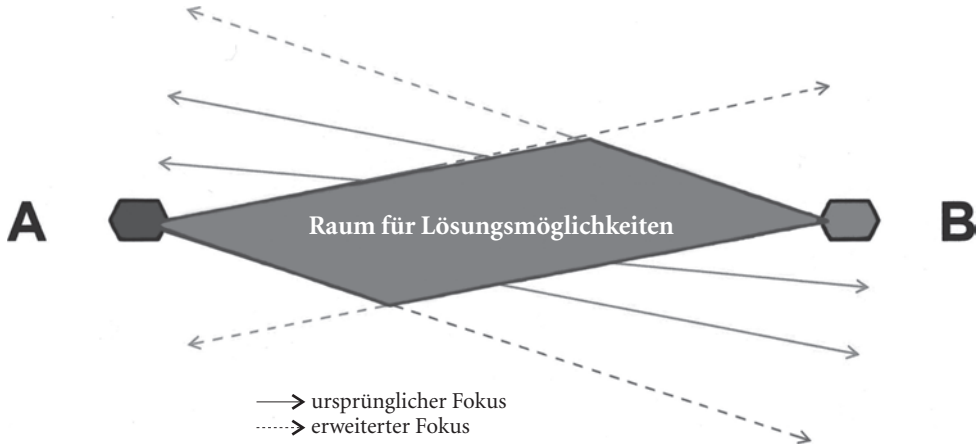 A
Raum für Lösungsmöglichkeiten
B
ursprünglicher Fokus
erweiterter Fokus